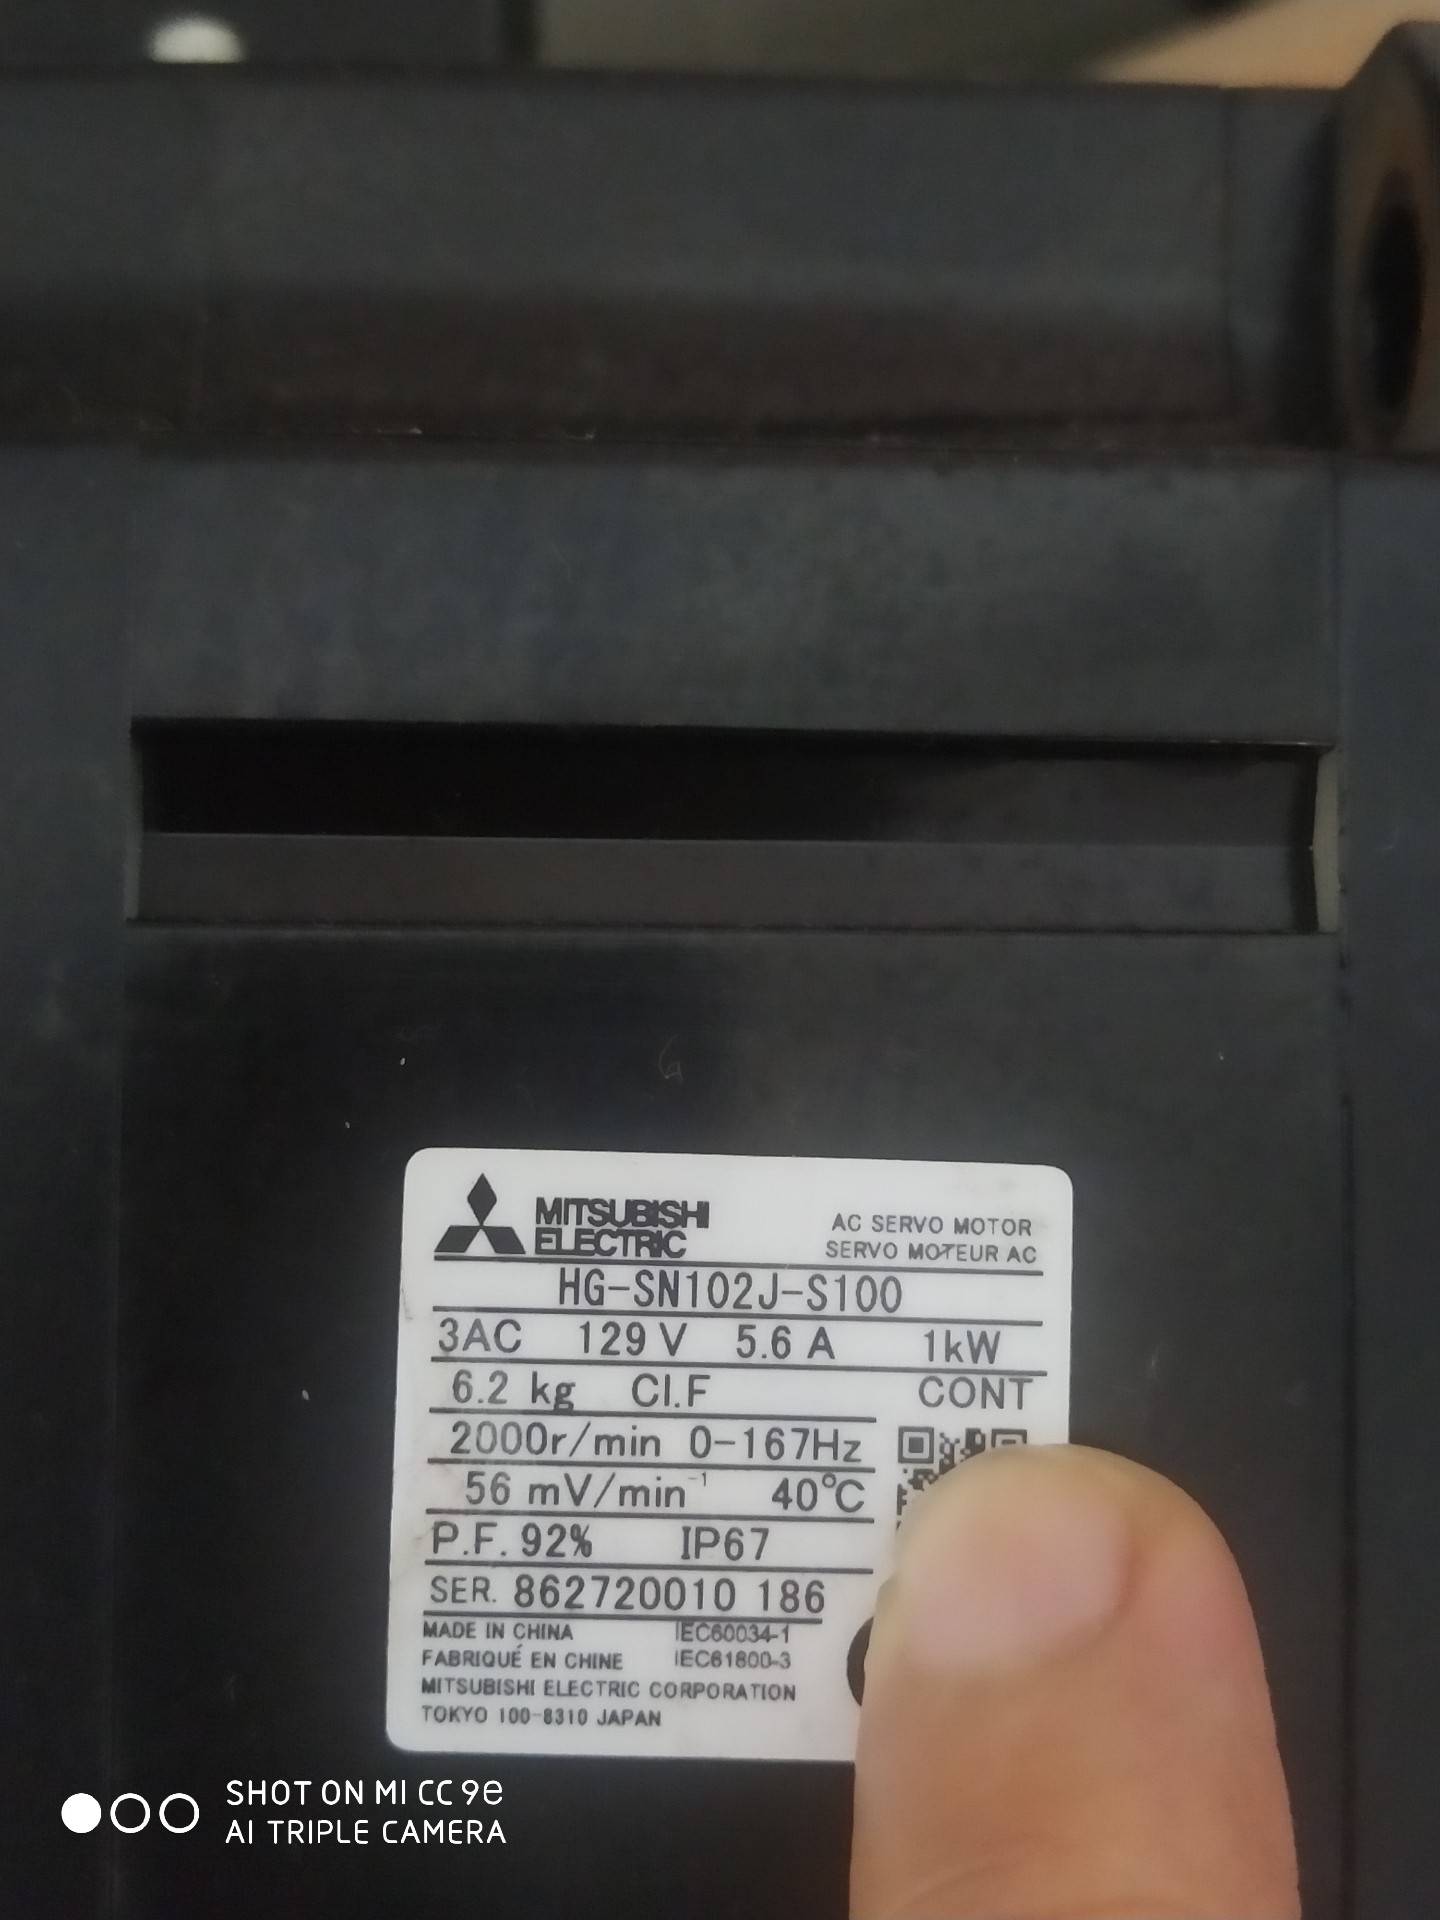 MITSUBISHI
ELECTRIC
AC SERVO MOTOR
SERVO MOTEUR AC
HG-SN102J-S100
3AC 129 V 5.6 A 1kW
6.2 kg CI.F CONT
2000r/min 0-167Hz
56 mV/min⁻¹ 40°C
P.F. 92% IP67
SER. 862720010 186
MADE IN CHINA IEC60034-1
FABRIQUÉ EN CHINE IEC61800-3
MITSUBISHI ELECTRIC CORPORATION
TOKYO 100-8310 JAPAN
SHOT ON MI CC 9e
AI TRIPLE CAMERA